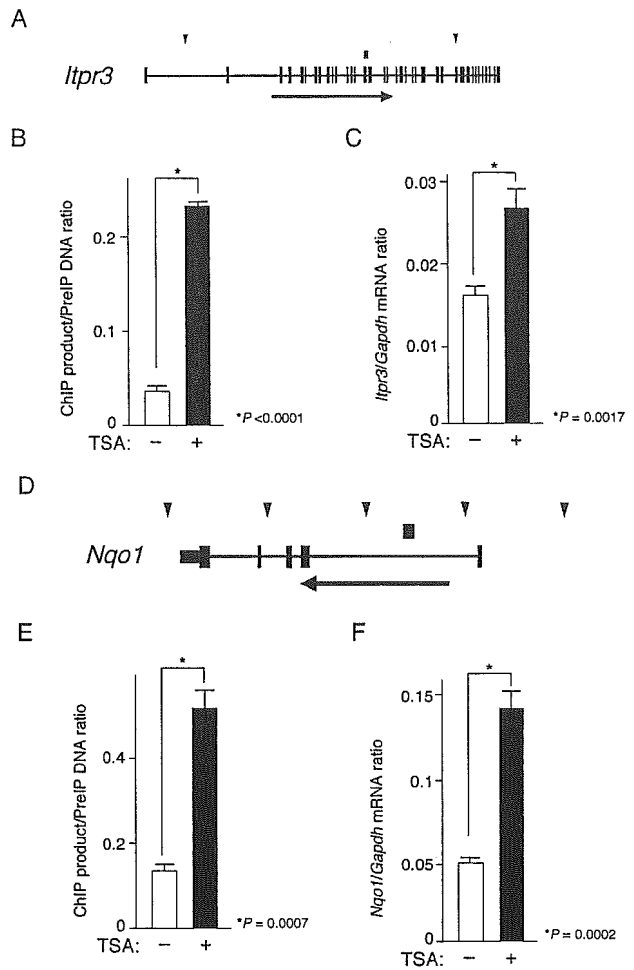 A
Itpr3
B
C
ChIP product/PreIP DNA ratio
0.2
0.1
0
*
*P <0.0001
TSA: − +
Itpr3/Gapdh mRNA ratio
0.03
0.02
0.01
0
*
*P = 0.0017
TSA: − +
D
Nqo1
E
F
ChIP product/PreIP DNA ratio
0.4
0.2
0
*
*P = 0.0007
TSA: − +
Nqo1/Gapdh mRNA ratio
0.15
0.1
0.05
0
*
*P = 0.0002
TSA: − +